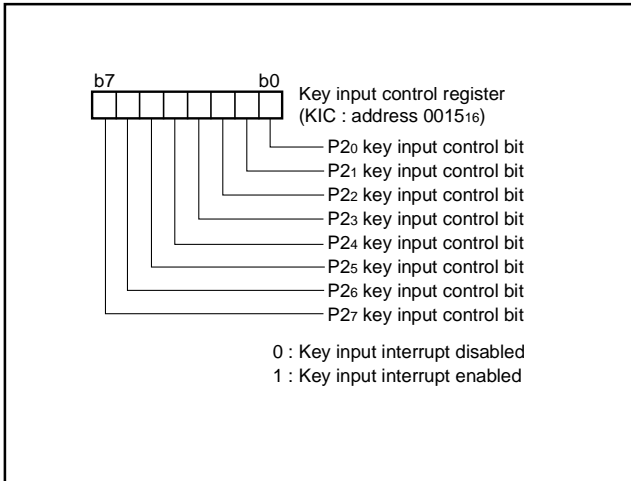 b7 b0
Key input control register
(KIC : address 001516)
P20 key input control bit
P21 key input control bit
P22 key input control bit
P23 key input control bit
P24 key input control bit
P25 key input control bit
P26 key input control bit
P27 key input control bit
0 : Key input interrupt disabled
1 : Key input interrupt enabled